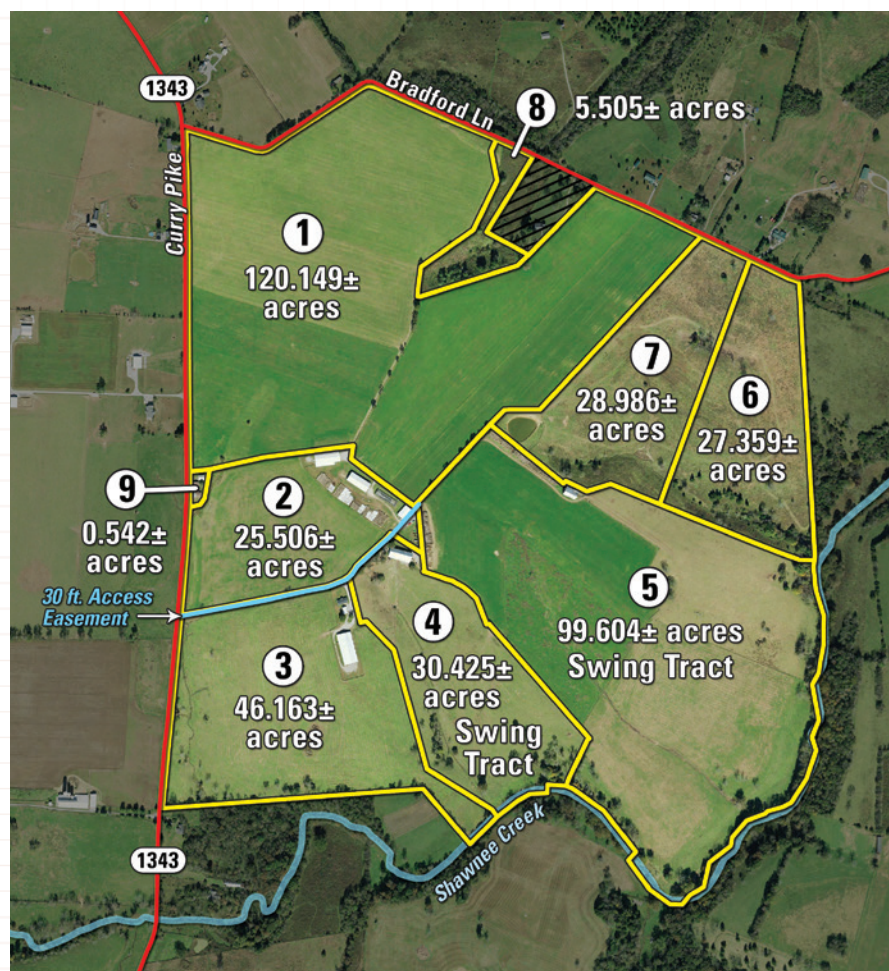 1343
Bradford Ln
8 5.505± acres
Curry Pike
1
120.149±
acres
7
28.986±
acres
6
27.359±
acres
9
0.542±
acres
2
25.506±
acres
30 ft. Access
Easement
5
99.604± acres
Swing Tract
4
30.425±
acres
Swing
Tract
3
46.163±
acres
Shawnee Creek
1343